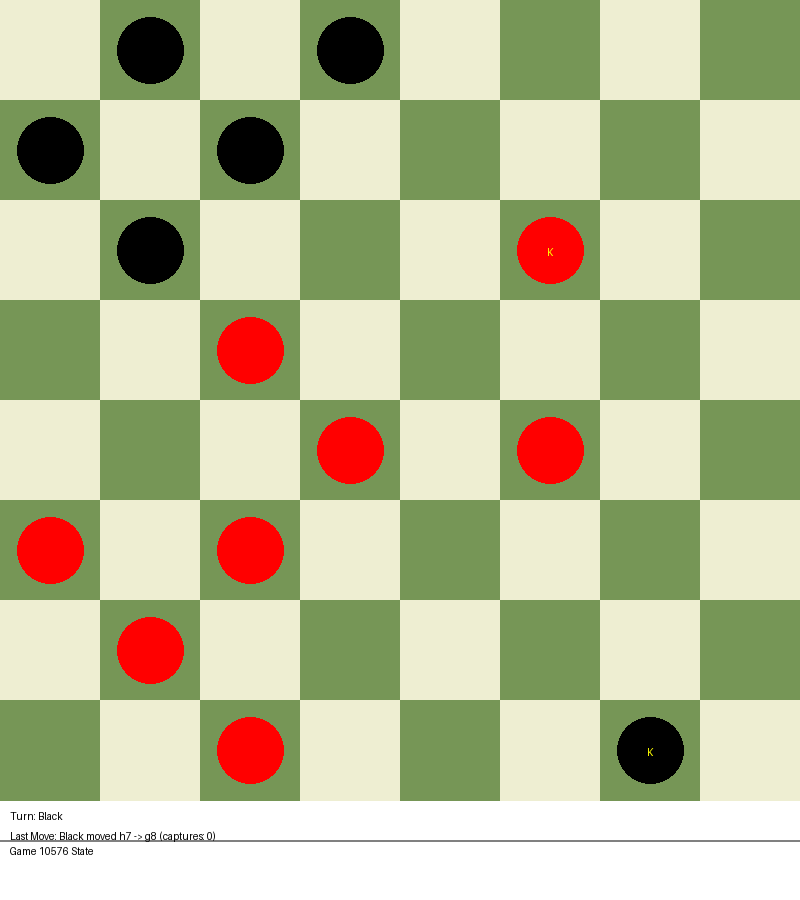 K
K
Turn: Black
Last Move: Black moved h7 -> g8 (captures: 0)
Game 10576 State